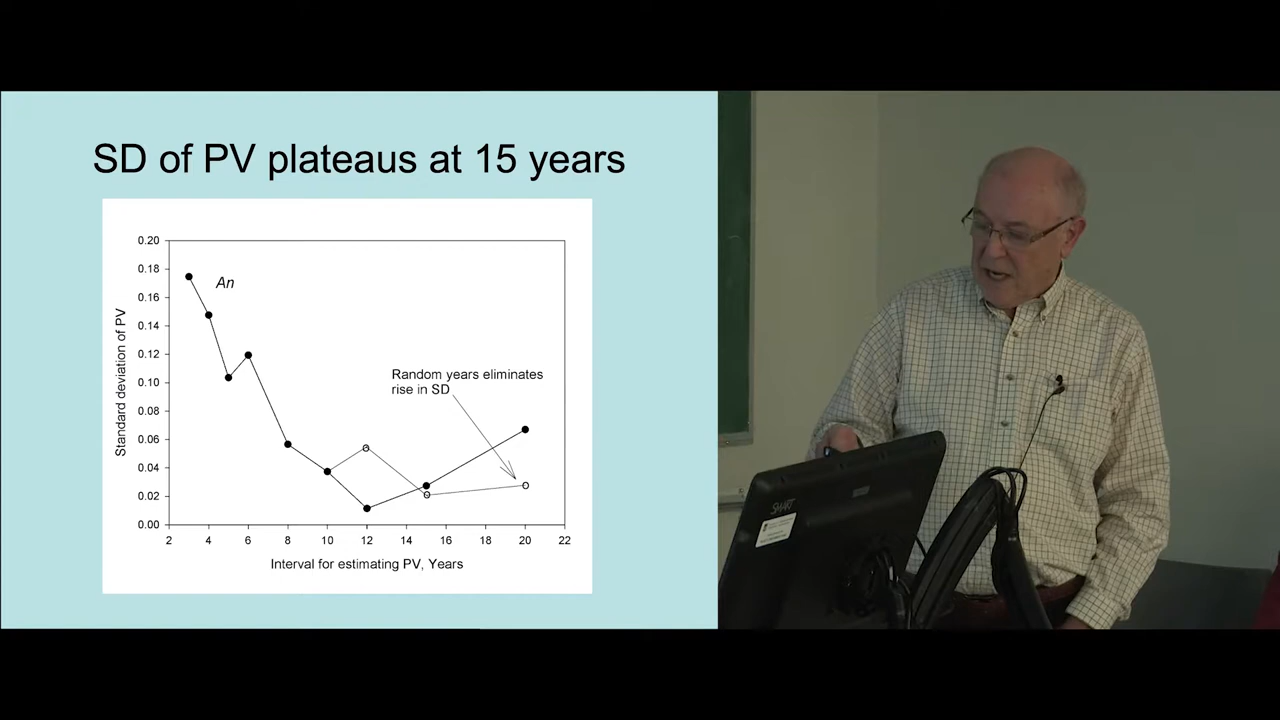 SD of PV plateaus at 15 years
0.20
0.18
0.16
0.14
0.12
0.10
0.08
0.06
0.04
0.02
0.00
Standard deviation of PV
An
Random years eliminates
rise in SD
2 4 6 8 10 12 14 16 18 20 22
Interval for estimating PV, Years
SMART